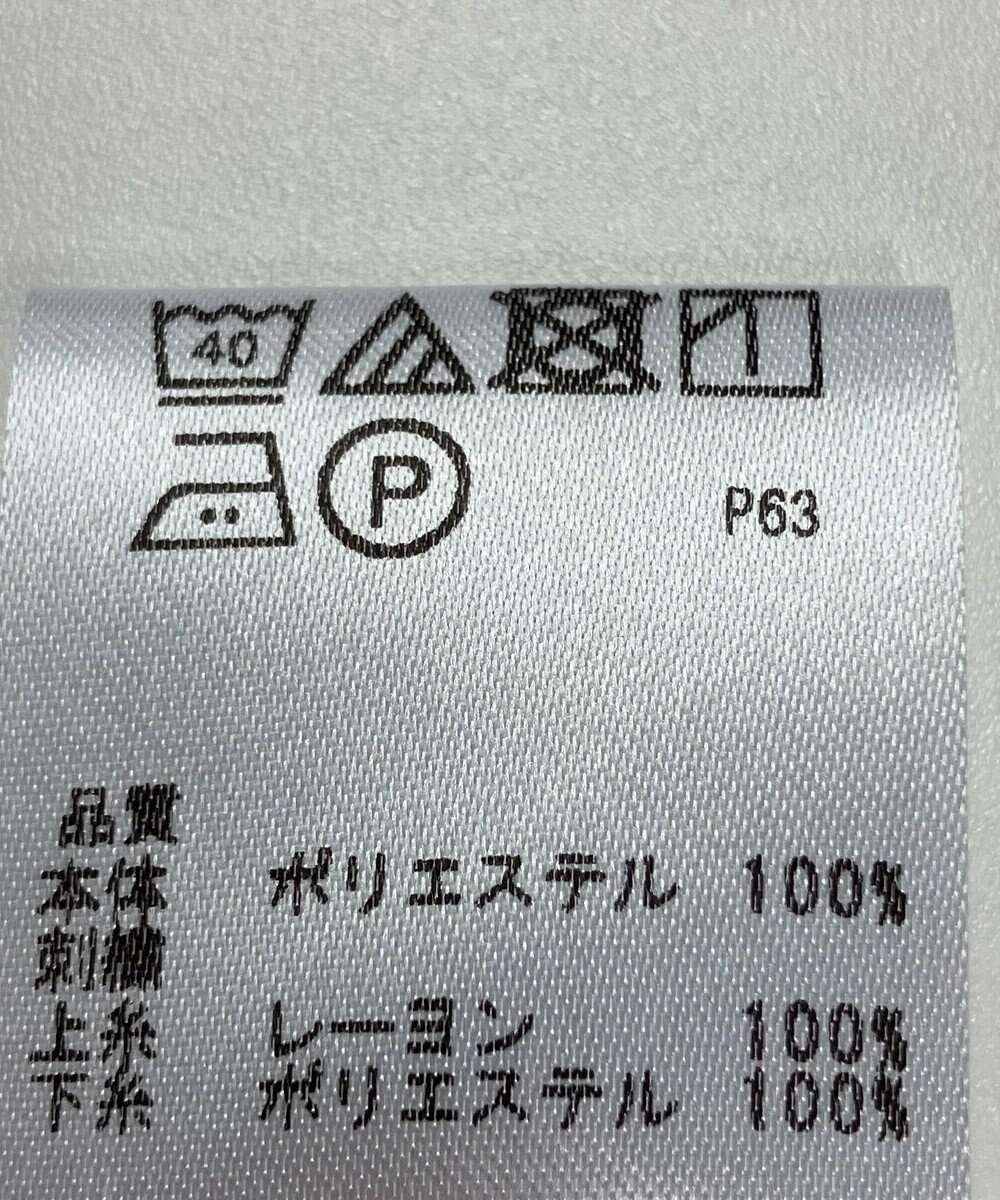 40
P P63
品質
本体 ポリエステル 100%
刺繍
上糸 レーヨン 100%
下糸 ポリエステル 100%